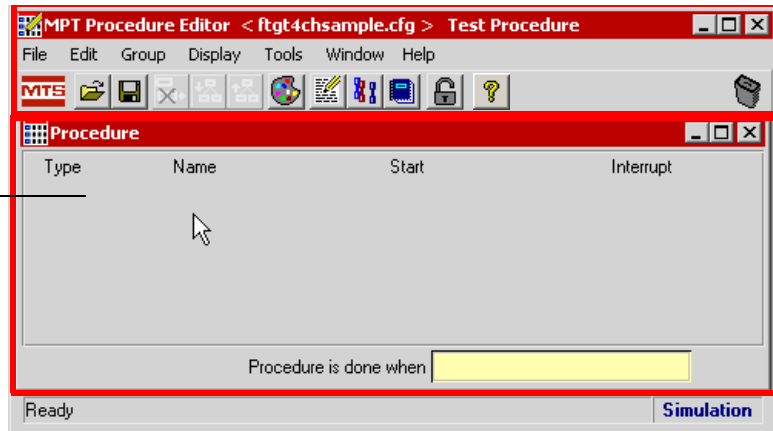 MPT Procedure Editor < ftgt4chsample.cfg > Test Procedure
File Edit Group Display Tools Window Help
MTS
Procedure
Type Name Start Interrupt
Procedure is done when
Ready Simulation